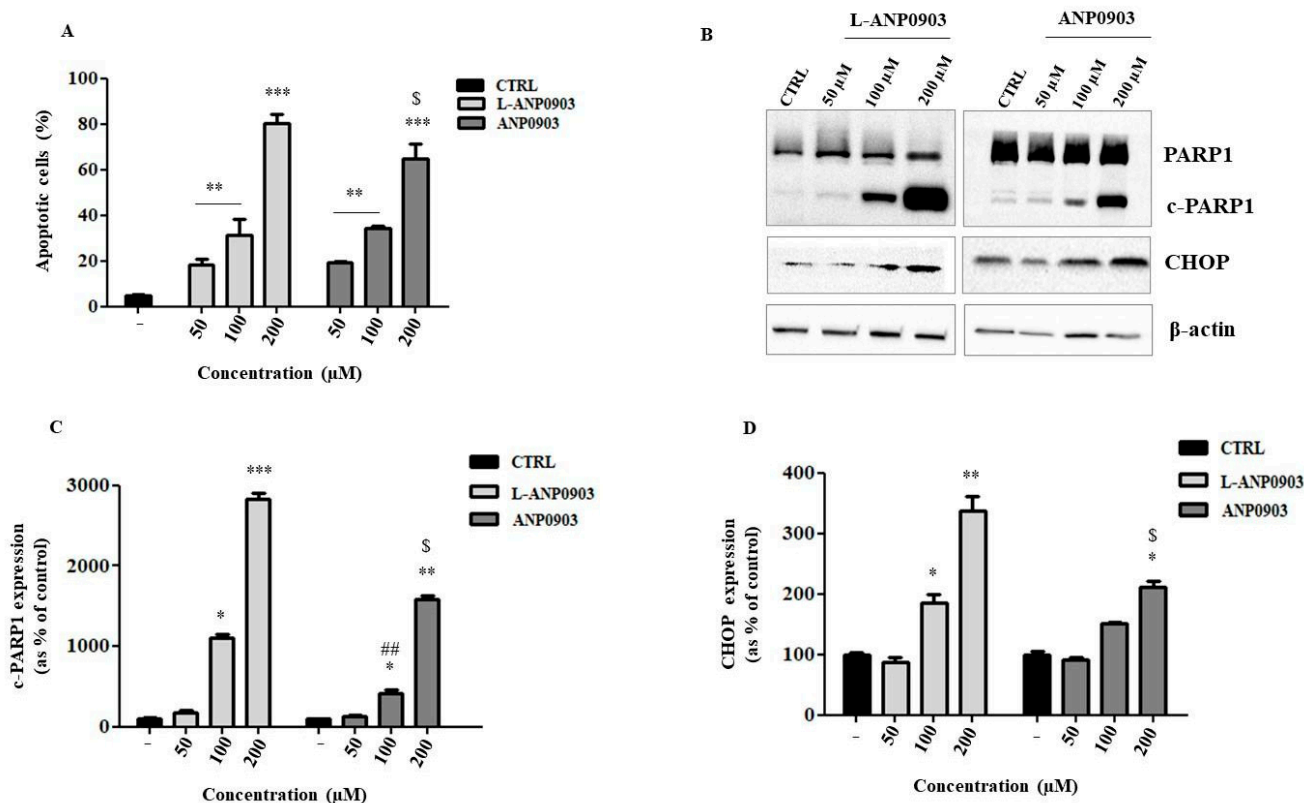 A
Apoptotic cells (%)
100
80
60
40
20
0
**
***
**
$
***
CTRL
L-ANP0903
ANP0903
–
50
100
200
50
100
200
Concentration (µM)
B
L-ANP0903
ANP0903
CTRL
50 µM
100 µM
200 µM
CTRL
50 µM
100 µM
200 µM
PARP1
c-PARP1
CHOP
β-actin
C
c-PARP1 expression
(as % of control)
3000
2000
1000
0
*
***
##
*
$
**
CTRL
L-ANP0903
ANP0903
–
50
100
200
–
50
100
200
Concentration (µM)
D
CHOP expression
(as % of control)
400
300
200
100
0
*
**
$
*
CTRL
L-ANP0903
ANP0903
–
50
100
200
–
50
100
200
Concentration (µM)